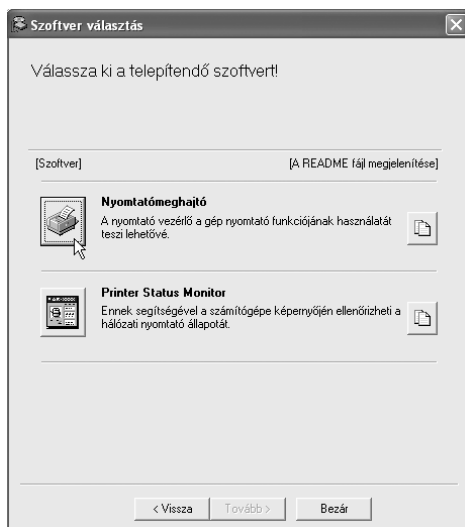 Szoftver választás
Válassza ki a telepítendő szoftvert!
[Szoftver] [A README fájl megjelenítése]
Nyomtatómeghajtó
A nyomtató vezérlő a gép nyomtató funkciójának használatát
teszi lehetővé.
Printer Status Monitor
Ennek segítségével a számítógépe képernyőjén ellenőrizheti a
hálózati nyomtató állapotát.
< Vissza Tovább > Bezár